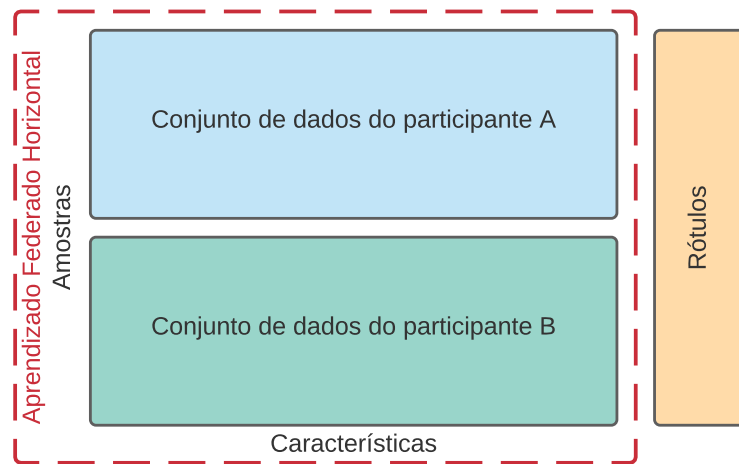 Aprendizado Federado Horizontal
Amostras
Conjunto de dados do participante A
Conjunto de dados do participante B
Características
Rótulos